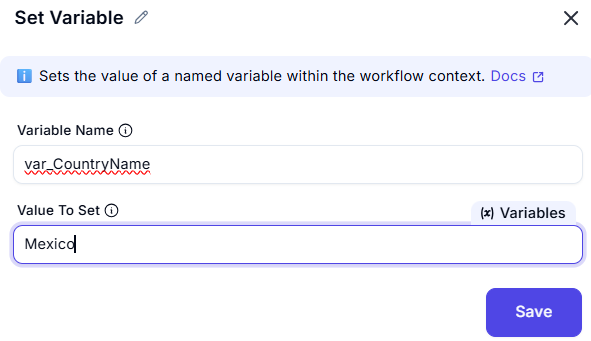 Set Variable
Sets the value of a named variable within the workflow context. Docs
Variable Name
var_CountryName
Value To Set
(x) Variables
Mexico
Save